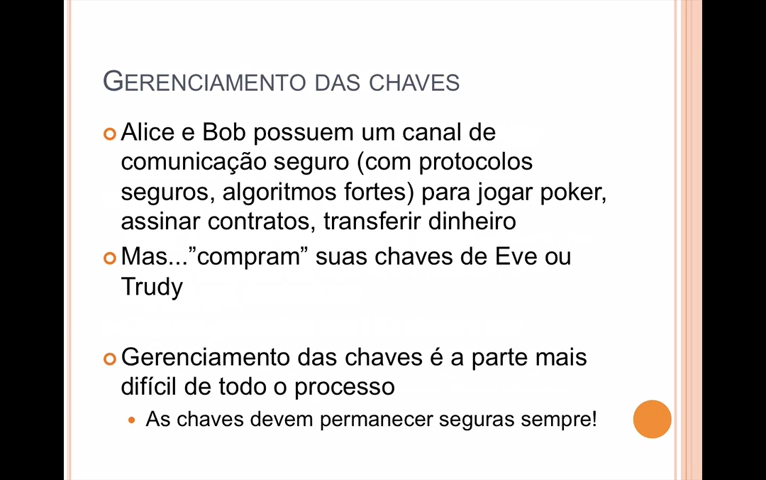 GERENCIAMENTO DAS CHAVES
Alice e Bob possuem um canal de
comunicação seguro (com protocolos
seguros, algoritmos fortes) para jogar poker,
assinar contratos, transferir dinheiro
Mas...”compram” suas chaves de Eve ou
Trudy
Gerenciamento das chaves é a parte mais
difícil de todo o processo
As chaves devem permanecer seguras sempre!